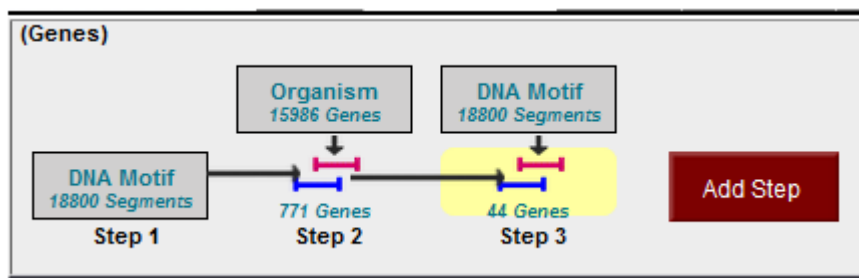 (Genes)
Organism
15986 Genes
DNA Motif
18800 Segments
DNA Motif
18800 Segments
Step 1
771 Genes
Step 2
44 Genes
Step 3
Add Step